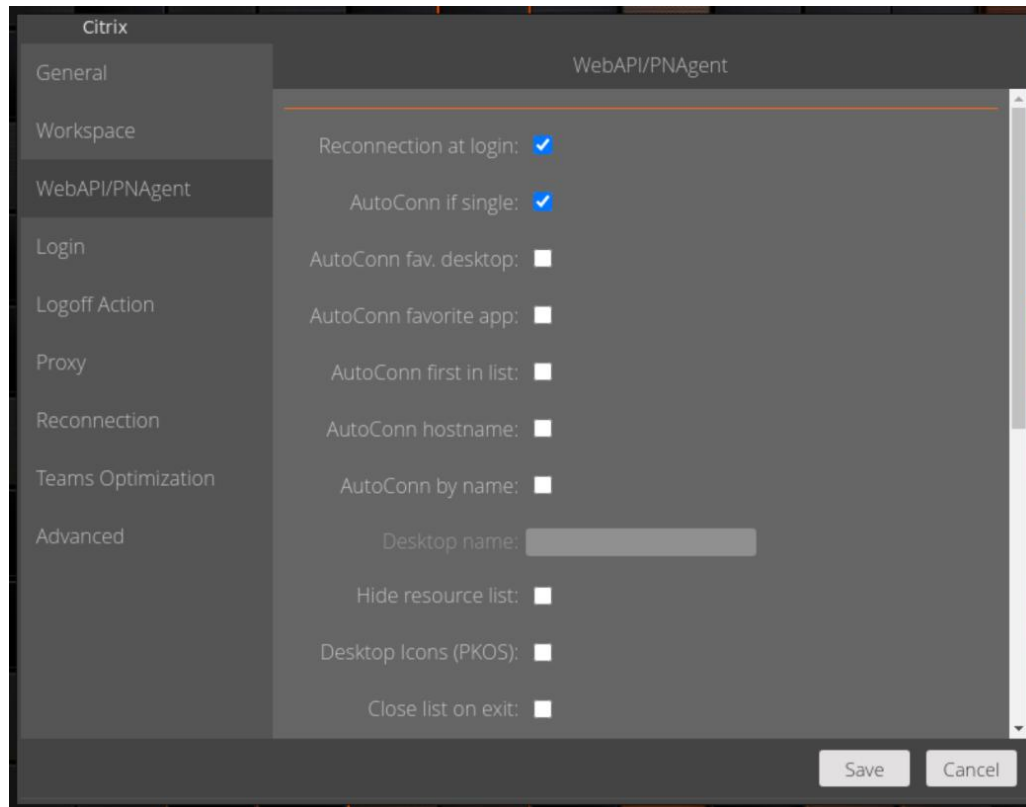 Citrix
General
Workspace
WebAPI/PNAgent
Login
Logoff Action
Proxy
Reconnection
Teams Optimization
Advanced
WebAPI/PNAgent
Reconnection at login:
AutoConn if single:
AutoConn fav. desktop:
AutoConn favorite app:
AutoConn first in list:
AutoConn hostname:
AutoConn by name:
Desktop name:
Hide resource list:
Desktop Icons (PKOS):
Close list on exit:
Save Cancel